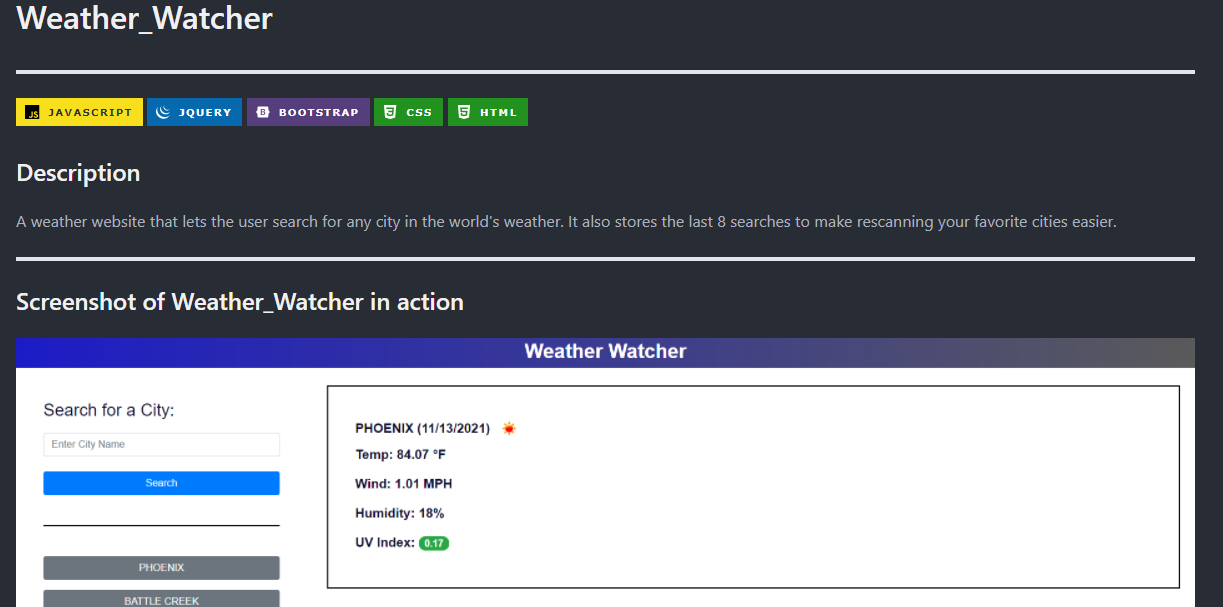 Weather_Watcher
JAVASCRIPT JQUERY BOOTSTRAP CSS HTML
Description
A weather website that lets the user search for any city in the world's weather. It also stores the last 8 searches to make rescanning your favorite cities easier.
Screenshot of Weather_Watcher in action
Weather Watcher
Search for a City:
Enter City Name
Search
PHOENIX
BATTLE CREEK
PHOENIX (11/13/2021)
Temp: 84.07 °F
Wind: 1.01 MPH
Humidity: 18%
UV Index: 0.17